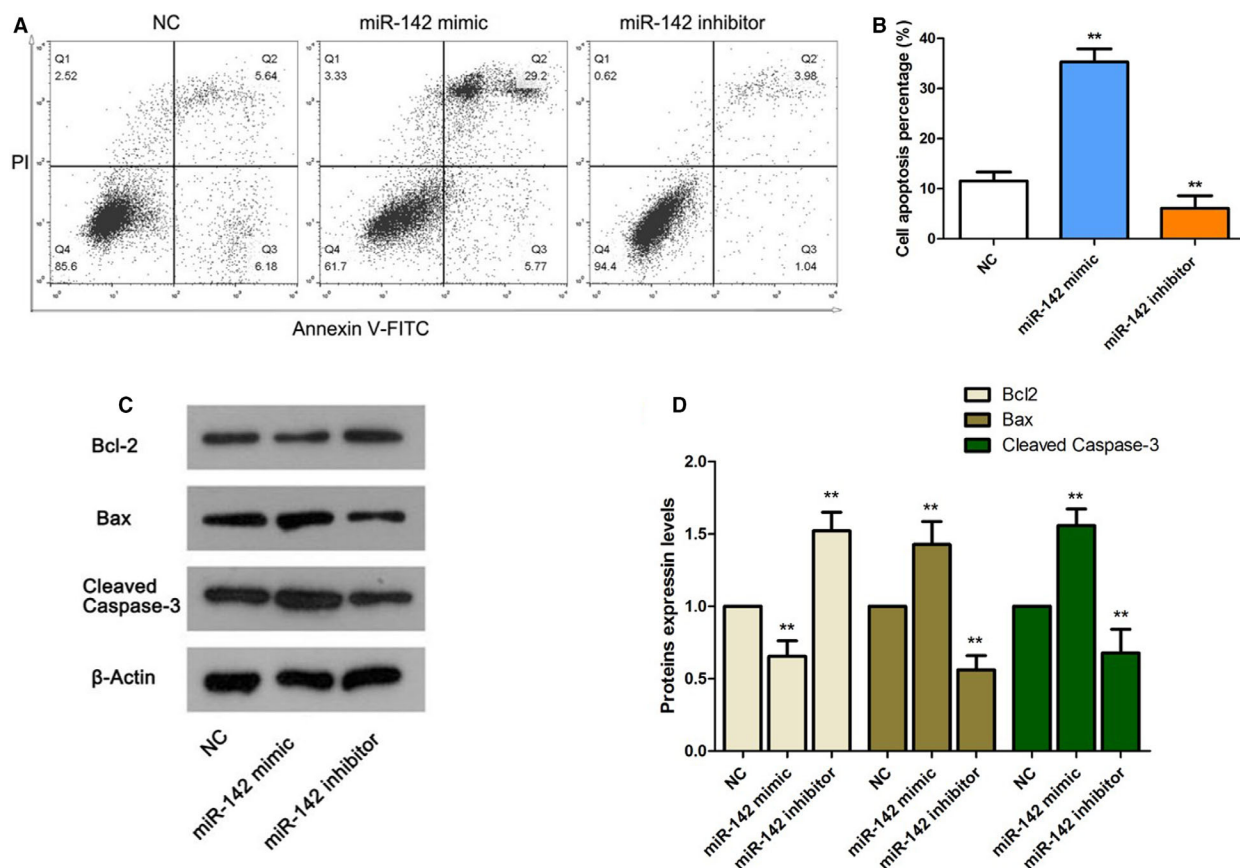 A
NC
miR-142 mimic
miR-142 inhibitor
Q1
2.52
Q2
5.64
Q4
85.6
Q3
6.18
Q1
3.33
Q2
29.2
Q4
61.7
Q3
5.77
Q1
0.62
Q2
3.98
Q4
94.4
Q3
1.04
PI
Annexin V-FITC
B
Cell apoptosis percentage (%)
40
30
20
10
0
**
**
NC
miR-142 mimic
miR-142 inhibitor
C
Bcl-2
Bax
Cleaved
Caspase-3
β-Actin
NC
miR-142 mimic
miR-142 inhibitor
D
Bcl2
Bax
Cleaved Caspase-3
Proteins expressin levels
2.0
1.5
1.0
0.5
0.0
**
**
**
**
**
**
NC
miR-142 mimic
miR-142 inhibitor
NC
miR-142 mimic
miR-142 inhibitor
NC
miR-142 mimic
miR-142 inhibitor